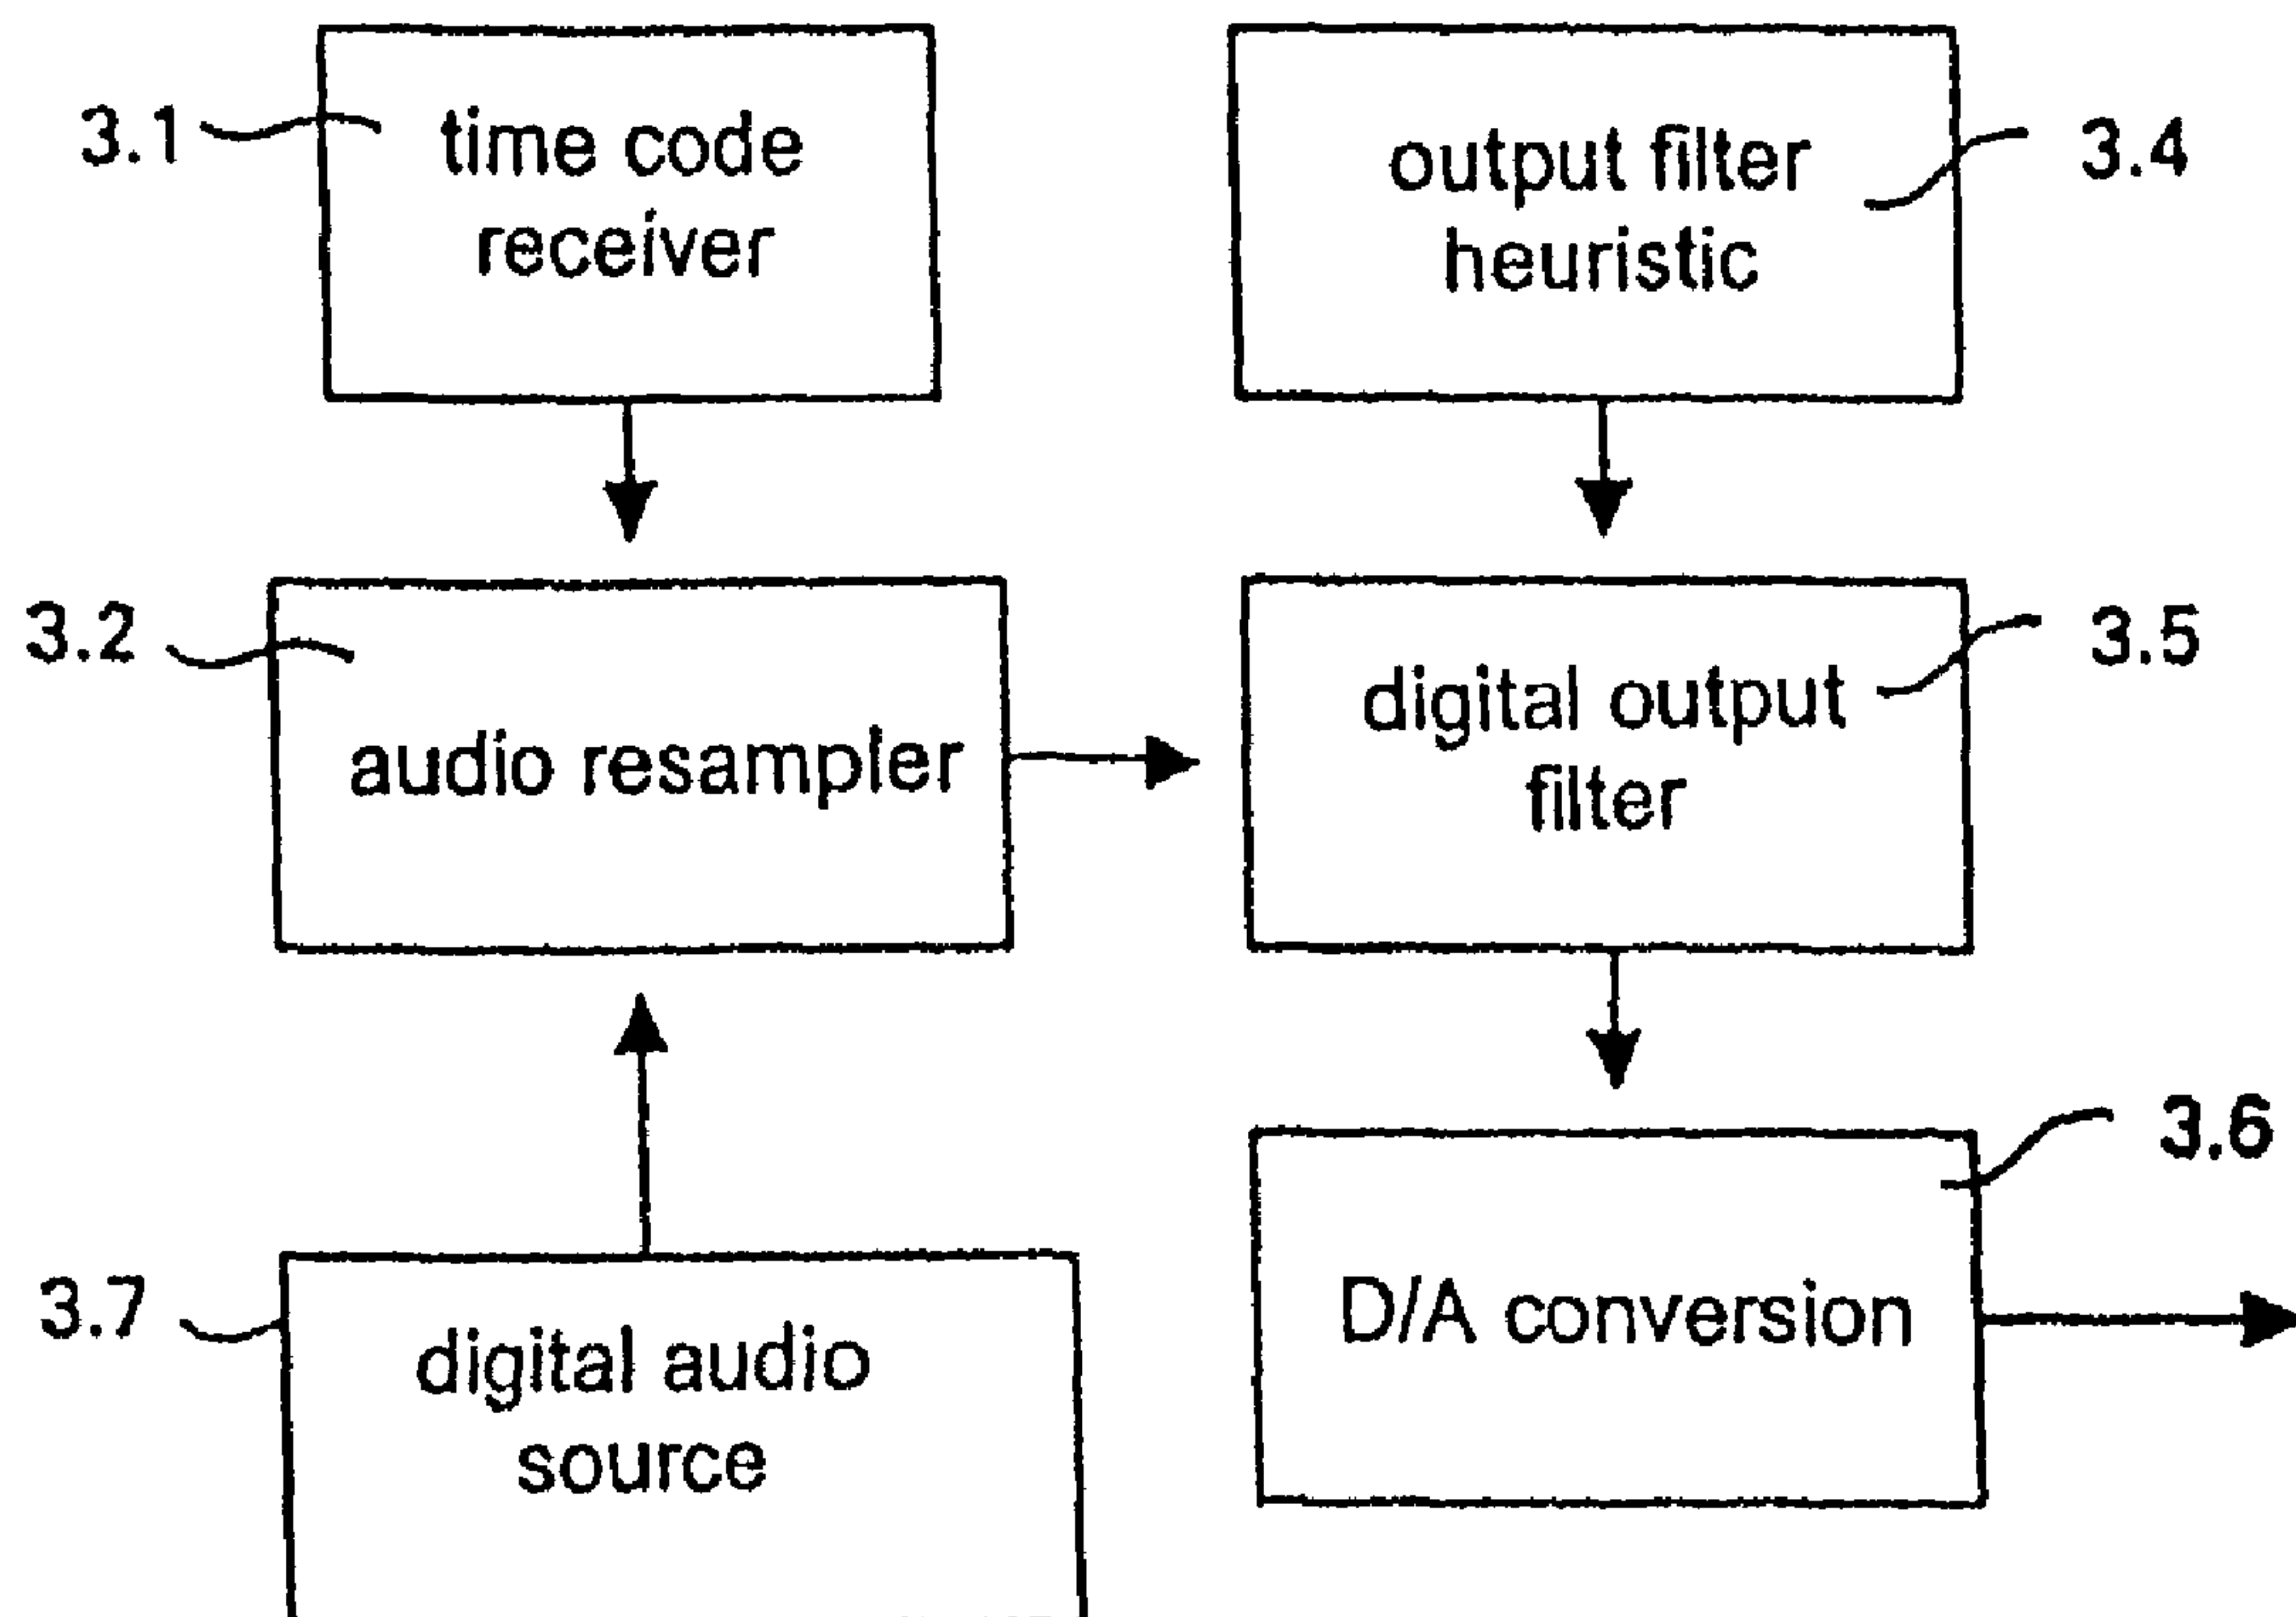 3.1
time code
receiver
output filter
heuristic
3.4
3.2
audio resampler
digital output
filter
3.5
3.7
digital audio
source
D/A conversion
3.6